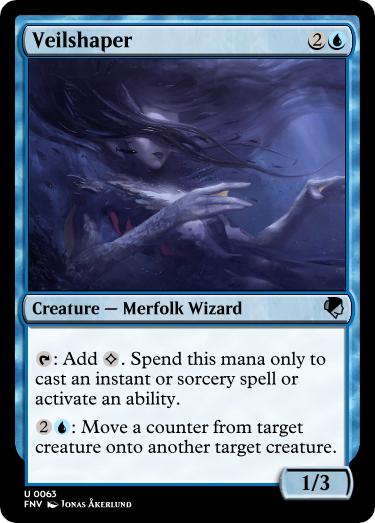 Veilshaper 2
Creature — Merfolk Wizard
: Add . Spend this mana only to
cast an instant or sorcery spell or
activate an ability.
2 : Move a counter from target
creature onto another target creature.
1/3
U 0063
FNV JONAS ÅKERLUND